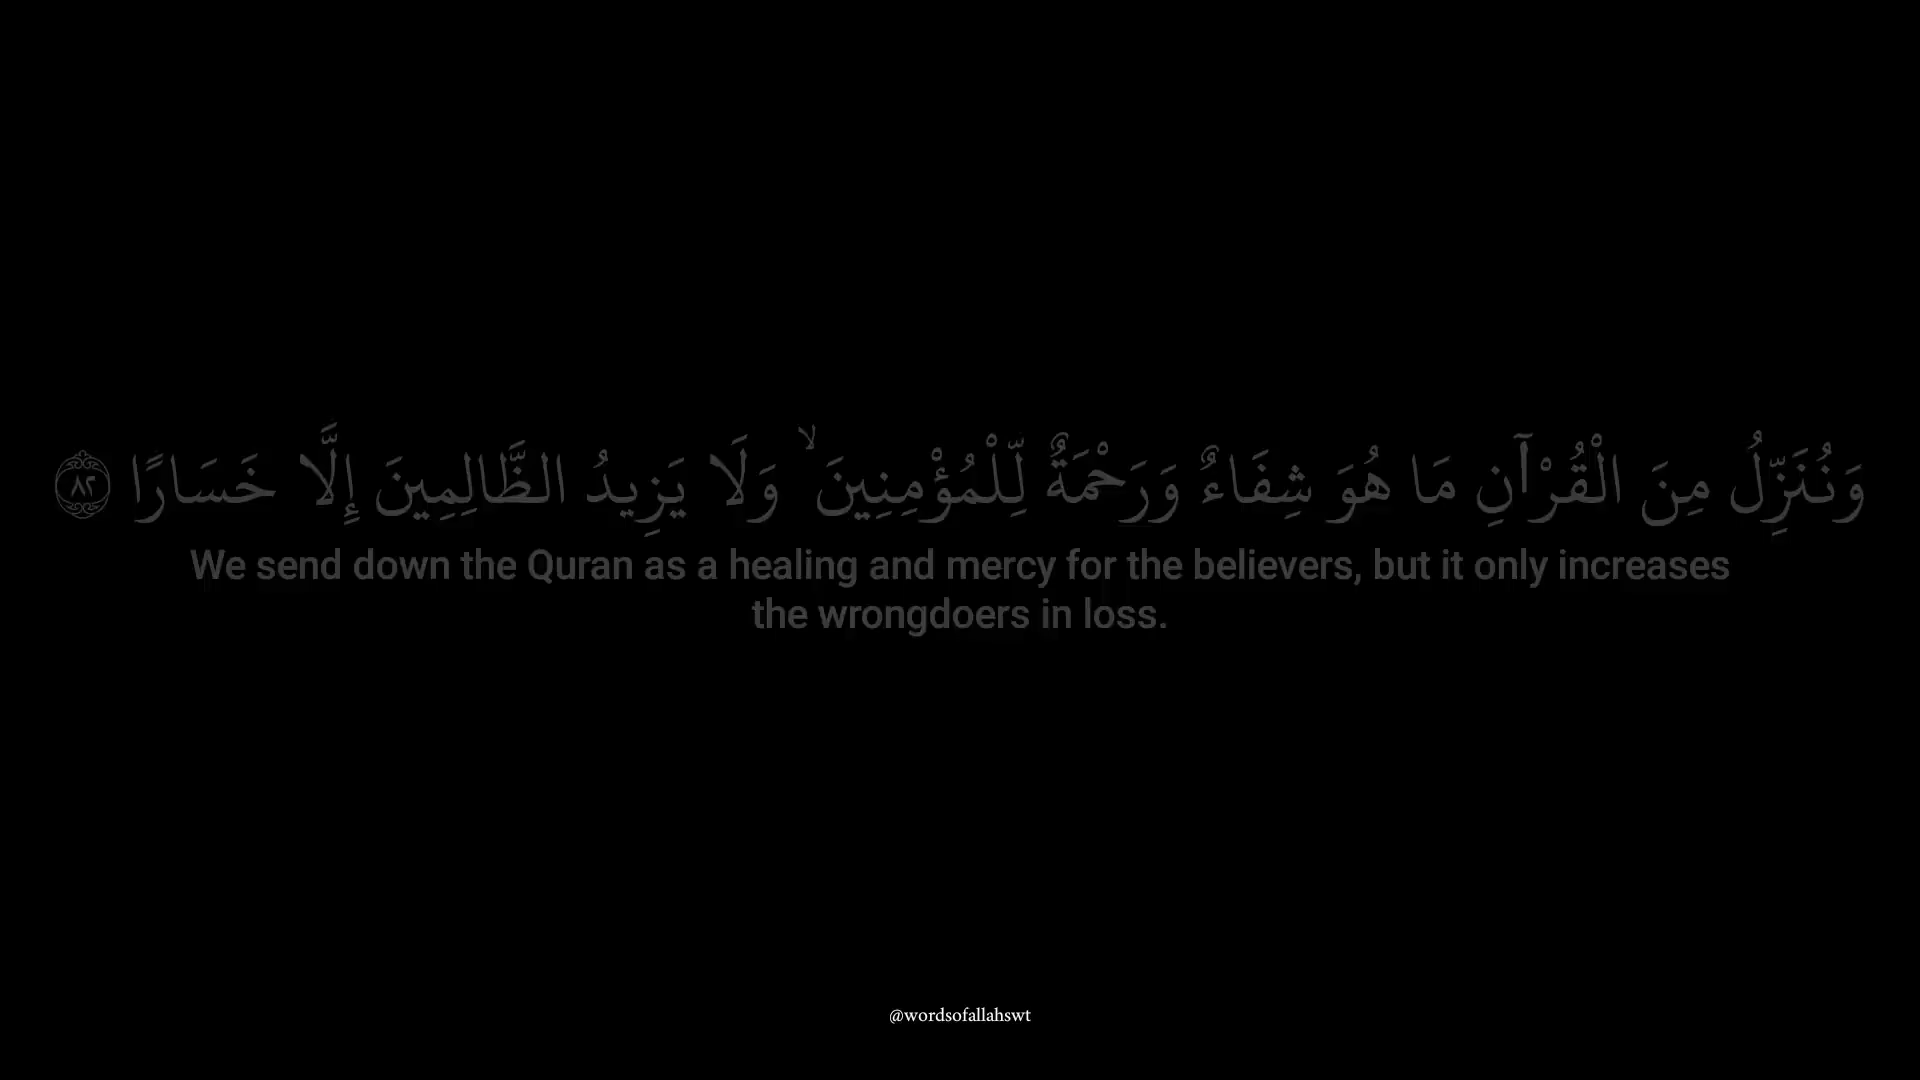 وَنُنَزِّلُ مِنَ الْقُرْآنِ مَا هُوَ شِفَاءٌ وَرَحْمَةٌ لِّلْمُؤْمِنِينَ ۙ وَلَا يَزِيدُ الظَّالِمِينَ إِلَّا خَسَارًا ٨٢
We send down the Quran as a healing and mercy for the believers, but it only increases
the wrongdoers in loss.
@wordsofallahswt